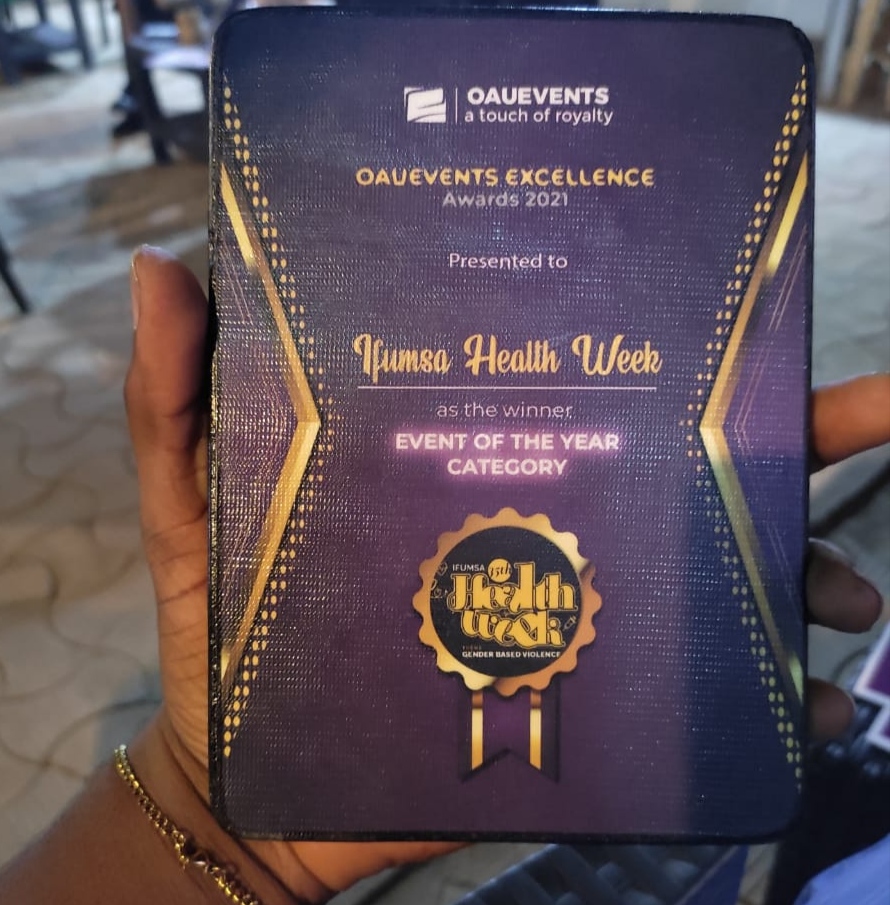 OAUEVENTS
a touch of royalty
OAUEVENTS EXCELLENCE
Awards 2021
Presented to
Ifumsa Health Week
as the winner
EVENT OF THE YEAR
CATEGORY
IFUMSA 15th
Health
Week
GENDER BASED VIOLENCE